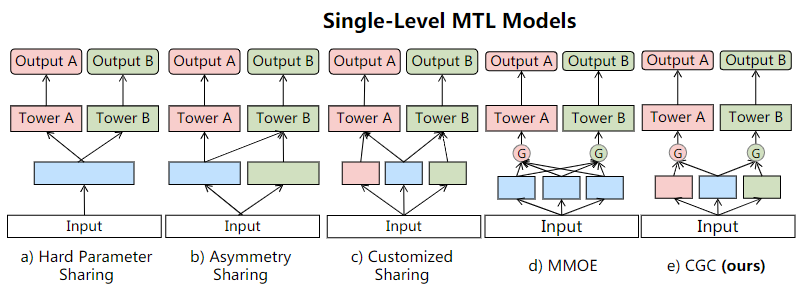 Single-Level MTL Models
Output A Output B Output A Output B Output A Output B Output A Output B Output A Output B
Tower A Tower B Tower A Tower B Tower A Tower B Tower A Tower B Tower A Tower B
G G G G
Input Input Input Input Input
a) Hard Parameter
Sharing
b) Asymmetry
Sharing
c) Customized
Sharing
d) MMOE
e) CGC (ours)